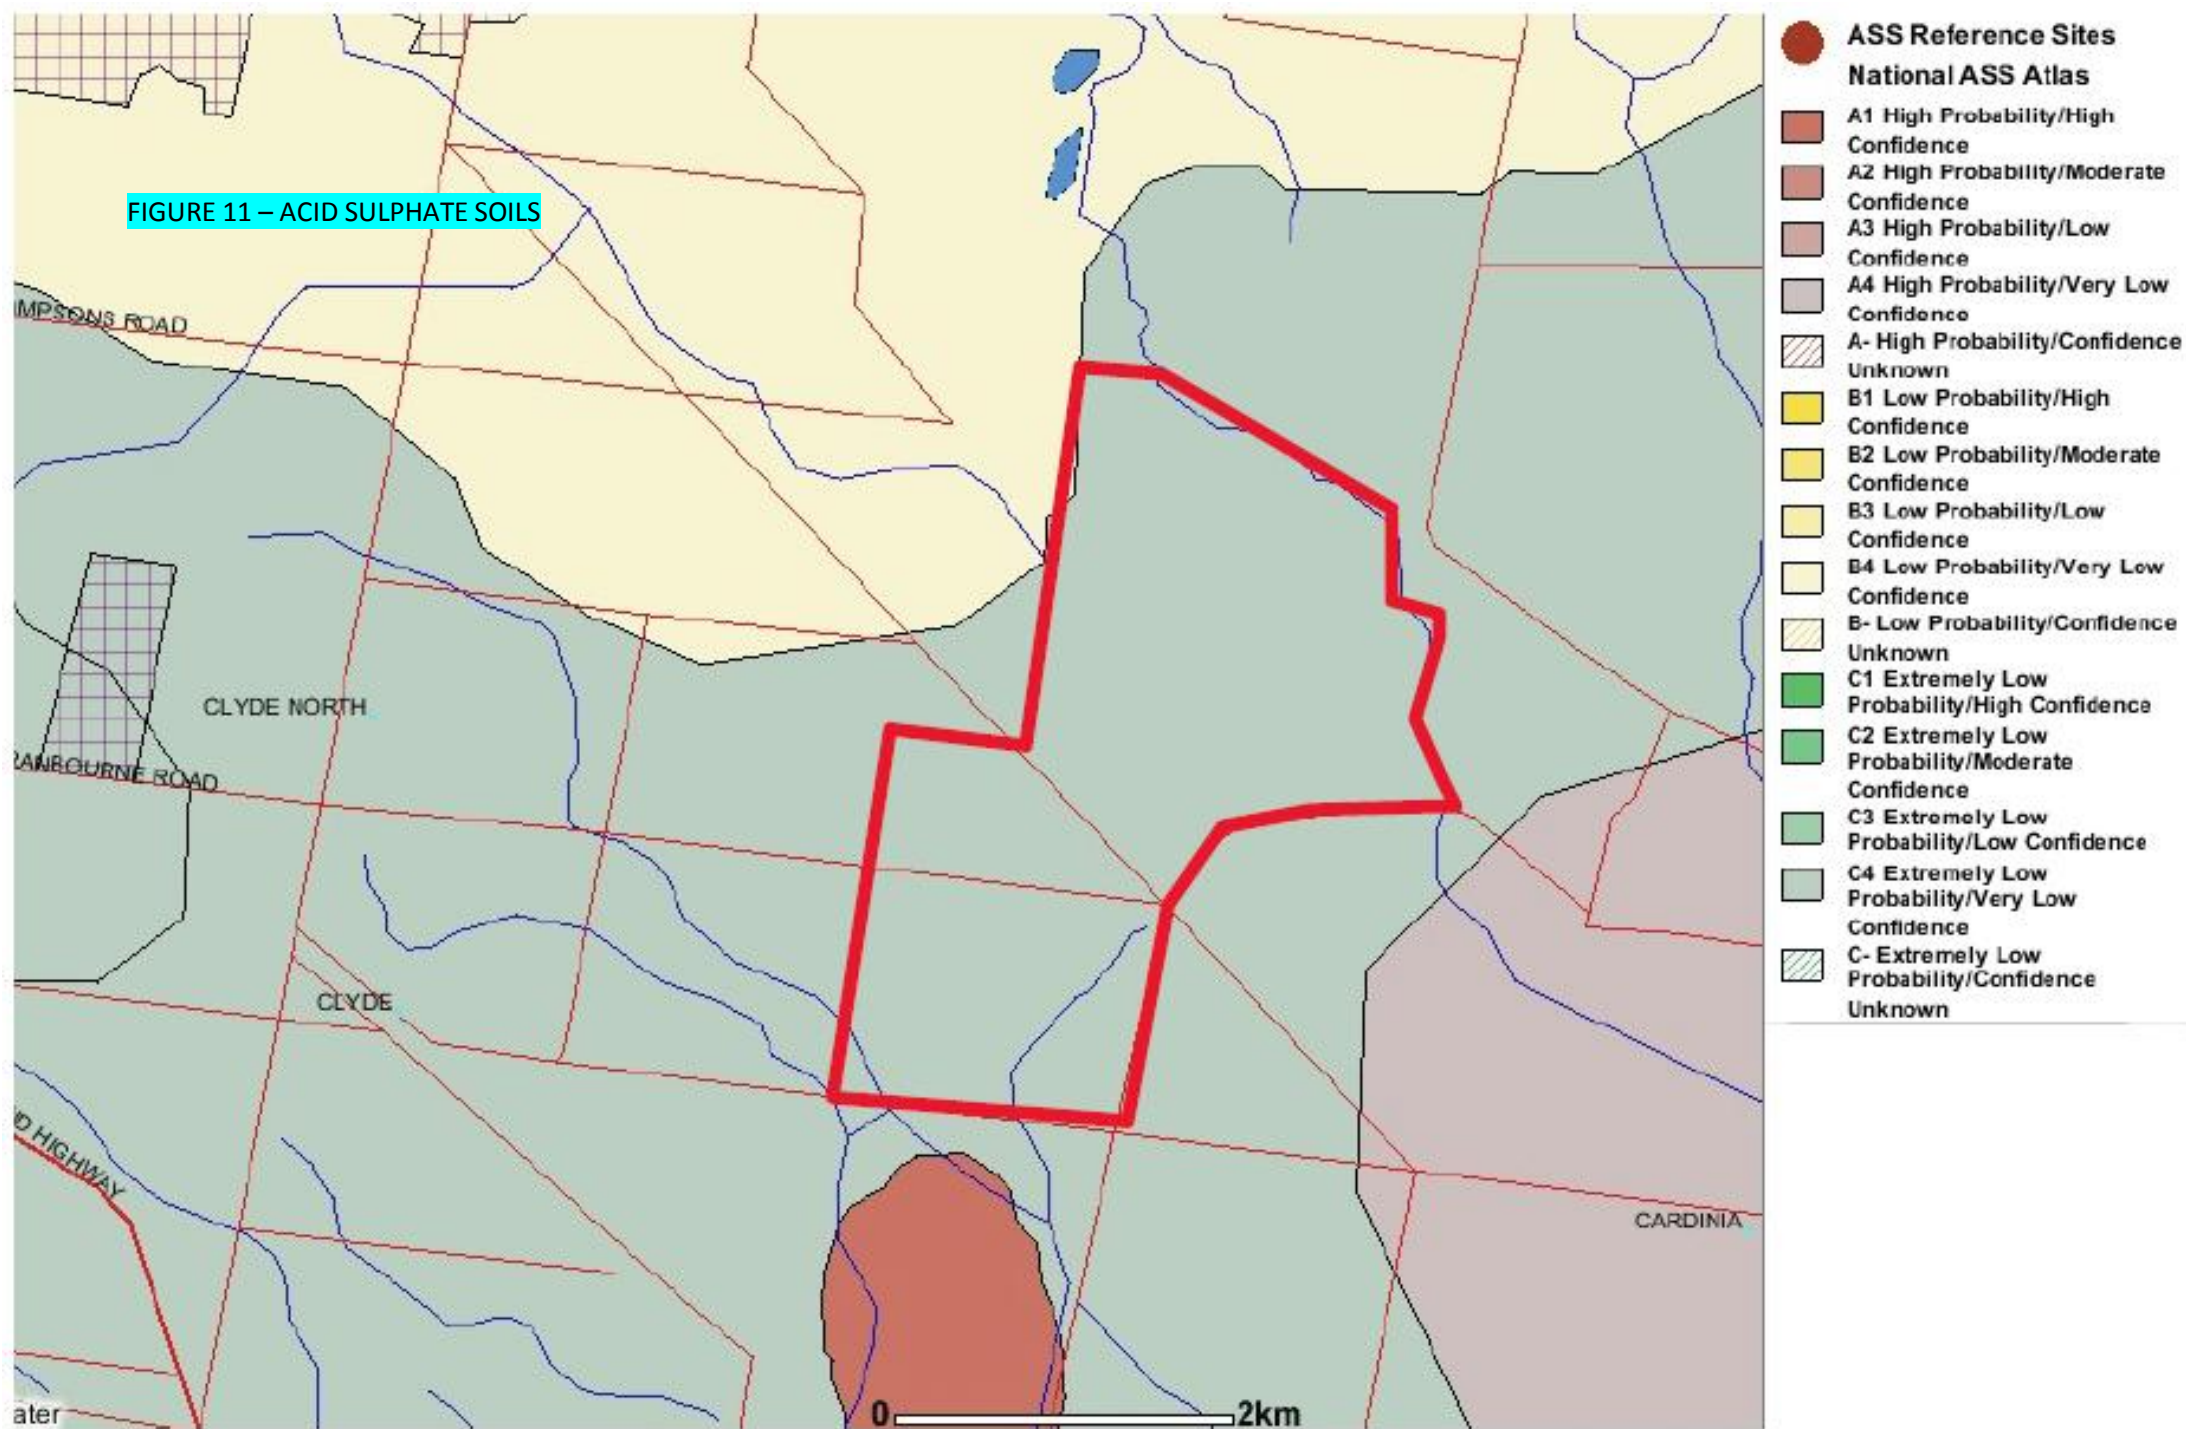 FIGURE 11 – ACID SULPHATE SOILS
IMPSONS ROAD
CLYDE NORTH
RANBOURNE ROAD
CLYDE
ND HIGHWAY
CARDINIA
ater
0
2km
ASS Reference Sites
National ASS Atlas
A1 High Probability/High
Confidence
A2 High Probability/Moderate
Confidence
A3 High Probability/Low
Confidence
A4 High Probability/Very Low
Confidence
A- High Probability/Confidence
Unknown
B1 Low Probability/High
Confidence
B2 Low Probability/Moderate
Confidence
B3 Low Probability/Low
Confidence
B4 Low Probability/Very Low
Confidence
B- Low Probability/Confidence
Unknown
C1 Extremely Low
Probability/High Confidence
C2 Extremely Low
Probability/Moderate
Confidence
C3 Extremely Low
Probability/Low Confidence
C4 Extremely Low
Probability/Very Low
Confidence
C- Extremely Low
Probability/Confidence
Unknown